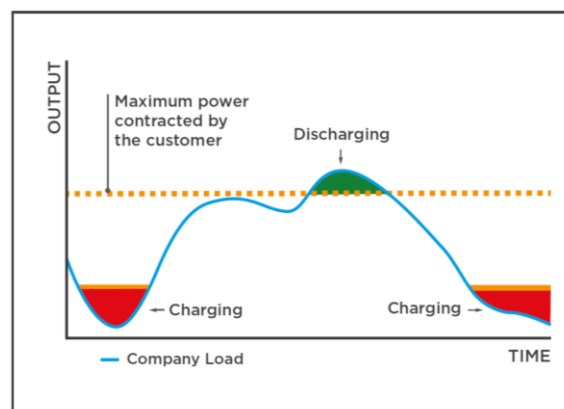 OUTPUT
Maximum power
contracted by
the customer
Discharging
Charging
Charging
Company Load
TIME